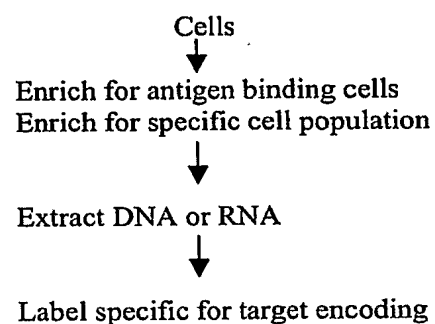 Cells
Enrich for antigen binding cells
Enrich for specific cell population
Extract DNA or RNA
Label specific for target encoding